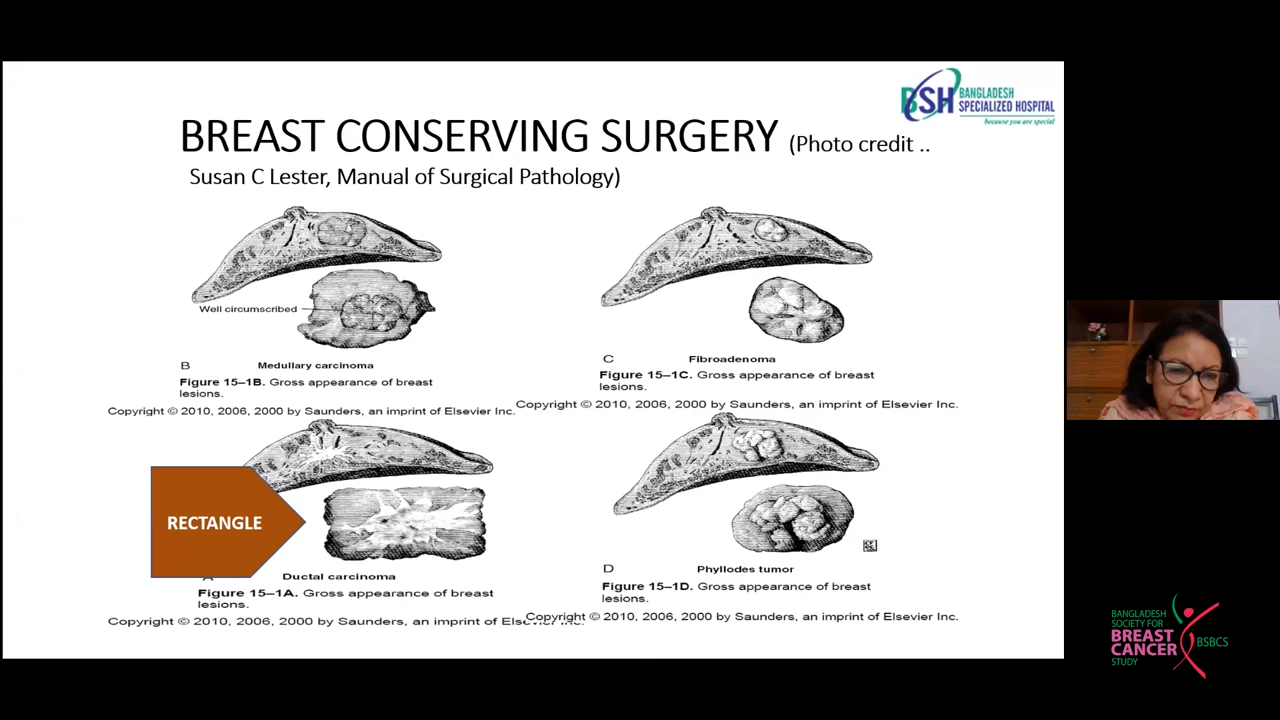 BSH BANGLADESH
SPECIALIZED HOSPITAL
because you are special
BREAST CONSERVING SURGERY (Photo credit ..
Susan C Lester, Manual of Surgical Pathology)
Well circumscribed
B Medullary carcinoma
Figure 15–1B. Gross appearance of breast
lesions.
Copyright © 2010, 2006, 2000 by Saunders, an imprint of Elsevier Inc.
C Fibroadenoma
Figure 15–1C. Gross appearance of breast
lesions.
Copyright © 2010, 2006, 2000 by Saunders, an imprint of Elsevier Inc.
RECTANGLE
Ductal carcinoma
Figure 15–1A. Gross appearance of breast
lesions.
Copyright © 2010, 2006, 2000 by Saunders, an imprint of
D Phyllodes tumor
Figure 15–1D. Gross appearance of breast
lesions.
Copyright © 2010, 2006, 2000 by Saunders, an imprint of Elsevier Inc.
BANGLADESH
SOCIETY FOR
BREAST
CANCER
STUDY
BSBCS